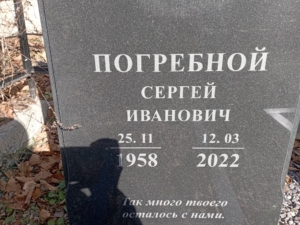 ПОГРЕБНОЙ
СЕРГЕЙ
ИВАНОВИЧ
25.11 12.03
1958 2022
Так много твоего
осталось с нами.